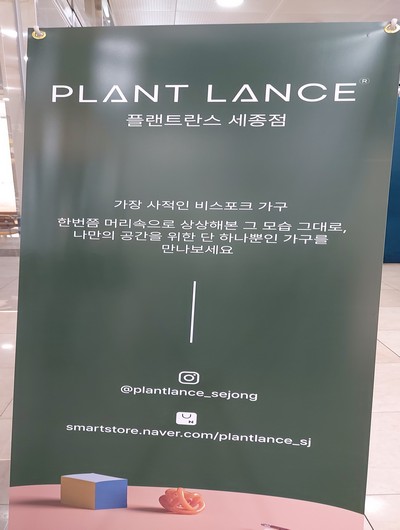 PLANT LANCE®
플랜트란스 세종점
가장 사적인 비스포크 가구
한번쯤 머리속으로 상상해본 그 모습 그대로,
나만의 공간을 위한 단 하나뿐인 가구를
만나보세요
@plantlance_sejong
smartstore.naver.com/plantlance_sj